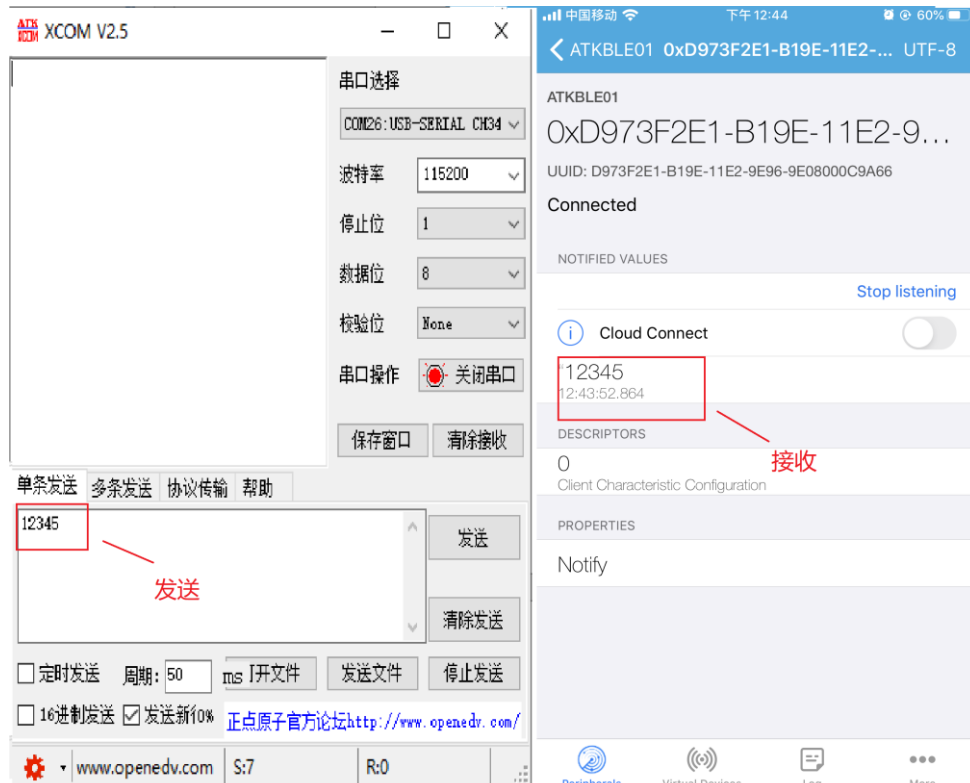 ATK XCOM XCOM V2.5
串口选择
COM26:USB-SERIAL CH34
波特率 115200
停止位 1
数据位 8
校验位 None
串口操作 关闭串口
保存窗口 清除接收
单条发送 多条发送 协议传输 帮助
12345
发送
发送
清除发送
定时发送 周期: 50 ms 发送文件 停止发送
16进制发送 发送新 0% 正点原子官方论坛http://www.openedv.com/
www.openedv.com S:7 R:0
中国移动 下午12:44 60%
ATKBLE01 0xD973F2E1-B19E-11E2-... UTF-8
ATKBLE01
0xD973F2E1-B19E-11E2-9...
UUID: D973F2E1-B19E-11E2-9E96-9E08000C9A66
Connected
NOTIFIED VALUES
Stop listening
Cloud Connect
12345
12:43:52.864
接收
DESCRIPTORS
0
Client Characteristic Configuration
PROPERTIES
Notify
Peripherals Virtual Devices Log More